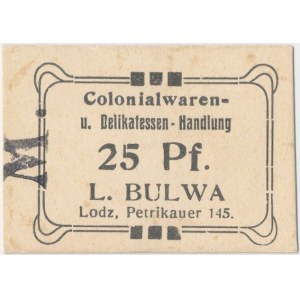 Colonialwaren-
u. Delikatessen-Handlung
25 Pf.
L. BULWA
Lodz, Petrikauer 145.
M.